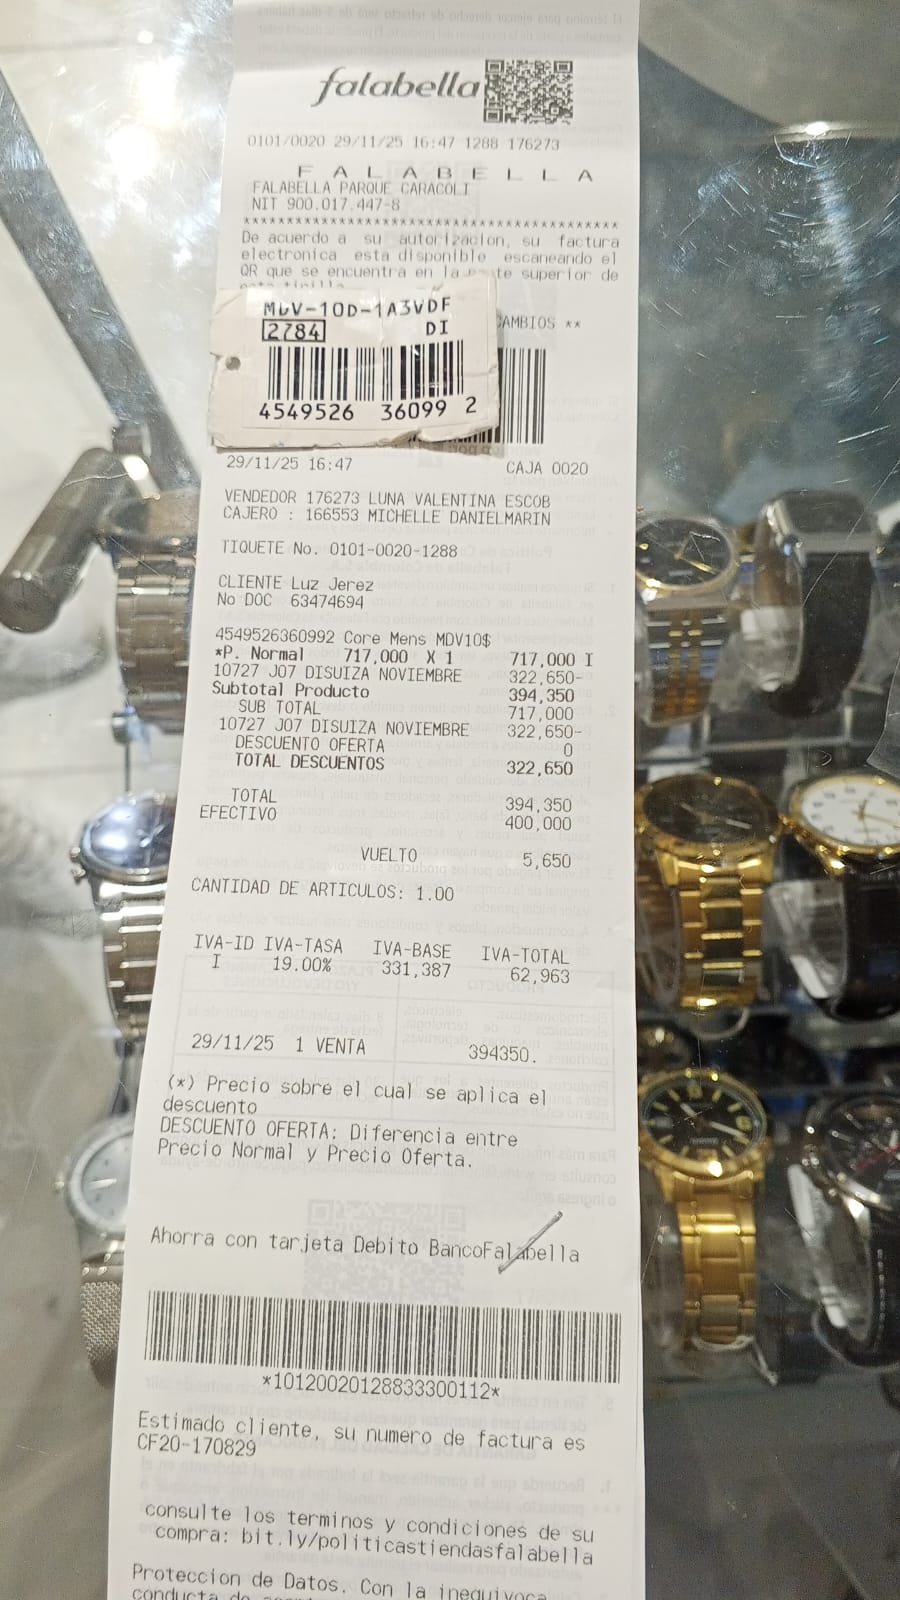 falabella
0101/0020 29/11/25 16:47 1288 176273
F A L A B E L L A
FALABELLA PARQUE CARACOLI
NIT 900.017.447-8
****************************************
De acuerdo a su autorizacion, su factura
electronica esta disponible escaneando el
QR que se encuentra en la parte superior de
MDV-10D-1A3VDF
2784
DI
CAMBIOS **
4549526 36099 2
29/11/25 16:47 CAJA 0020
VENDEDOR 176273 LUNA VALENTINA ESCOB
CAJERO : 166553 MICHELLE DANIELMARIN
TIQUETE No. 0101-0020-1288
CLIENTE Luz Jerez
No DOC 63474694
4549526360992 Core Mens MDV10$
*P. Normal 717,000 X 1 717,000 I
10727 J07 DISUIZA NOVIEMBRE 322,650-
Subtotal Producto 394,350
SUB TOTAL 717,000
10727 J07 DISUIZA NOVIEMBRE 322,650-
DESCUENTO OFERTA 0
TOTAL DESCUENTOS 322,650
TOTAL 394,350
EFECTIVO 400,000
VUELTO 5,650
CANTIDAD DE ARTICULOS: 1.00
IVA-ID IVA-TASA IVA-BASE IVA-TOTAL
I 19.00% 331,387 62,963
29/11/25 1 VENTA 394350.
(*) Precio sobre el cual se aplica el
descuento
DESCUENTO OFERTA: Diferencia entre
Precio Normal y Precio Oferta.
Ahorra con tarjeta Debito BancoFalabella
*10120020128833300112*
Estimado cliente, su numero de factura es
CF20-170829
consulte los terminos y condiciones de su
compra: bit.ly/politicastiendasfalabella
Proteccion de Datos. Con la inequivoca
conducta de